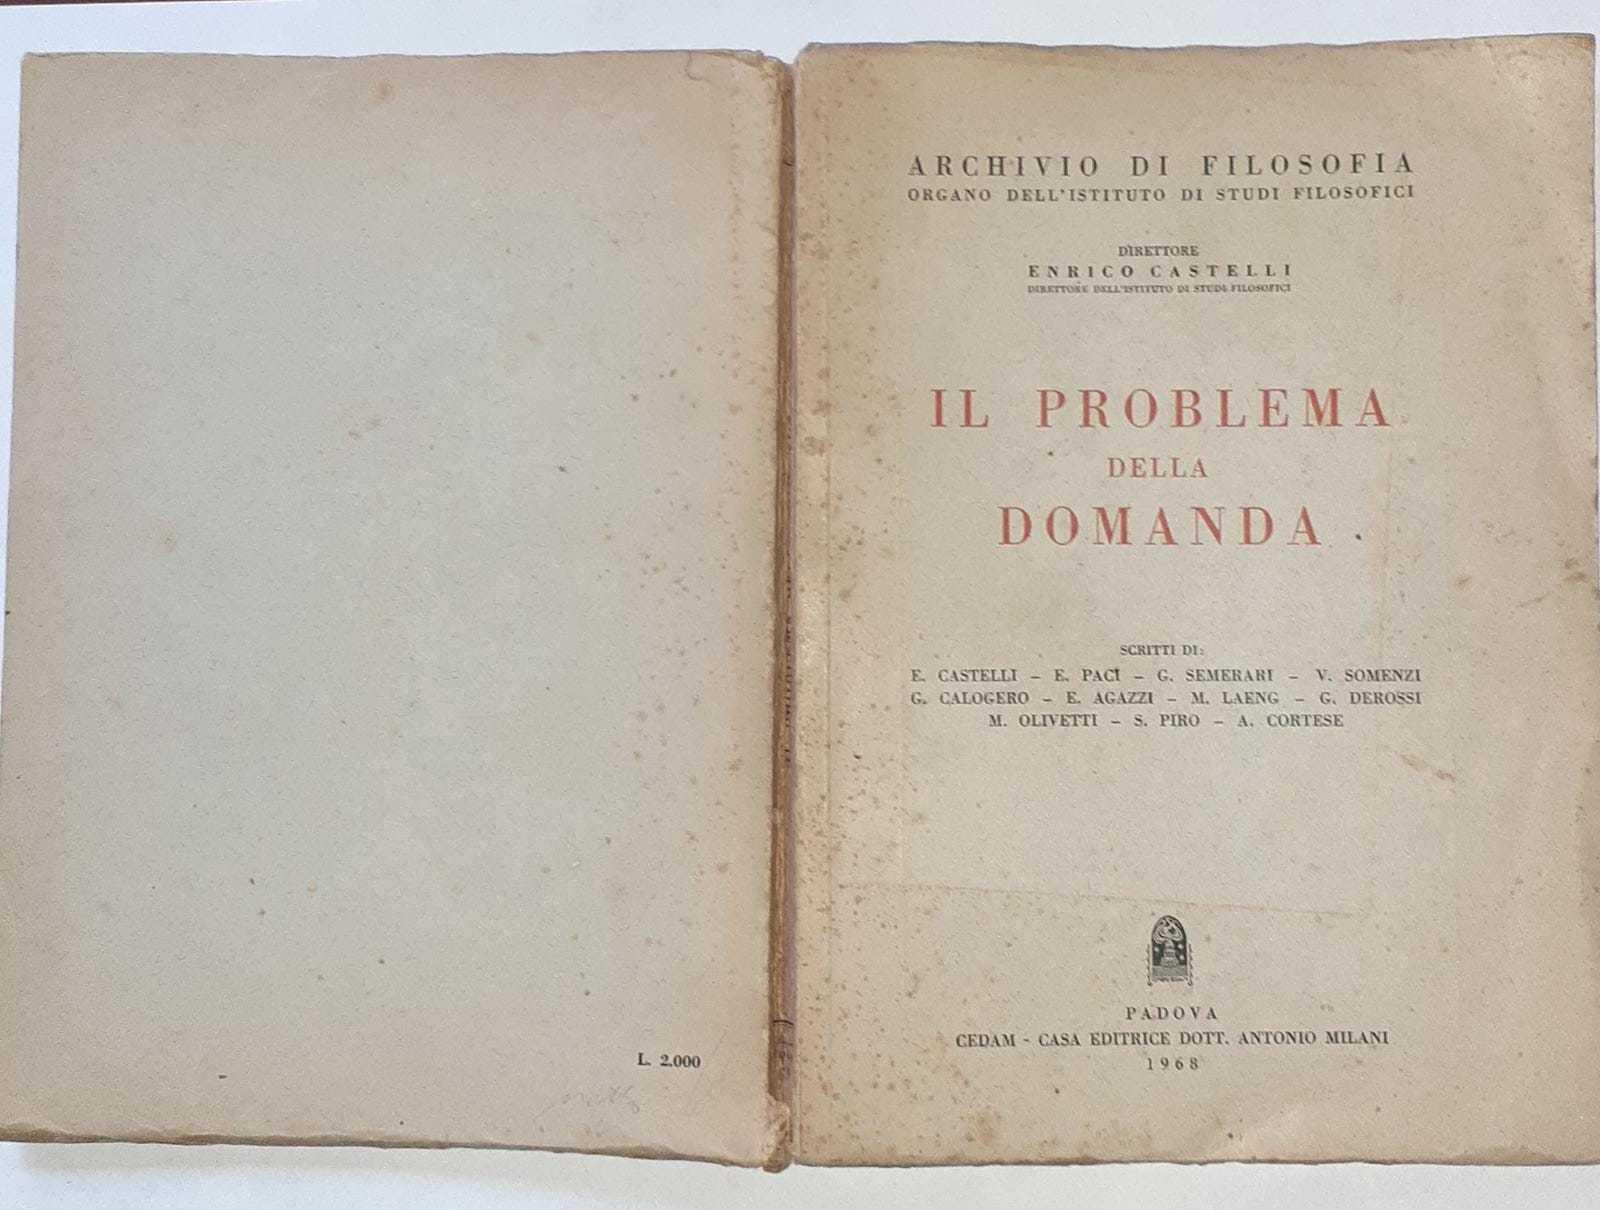 ARCHIVIO DI FILOSOFIA
ORGANO DELL'ISTITUTO DI STUDI FILOSOFICI
DIRETTORE
ENRICO CASTELLI
DIRETTORE DELL'ISTITUTO DI STUDI FILOSOFICI
IL PROBLEMA
DELLA
DOMANDA
SCRITTI DI:
E. CASTELLI – E. PACI – G. SEMERARI – V. SOMENZI
G. CALOGERO – E. AGAZZI – M. LAENG – G. DEROSSI
M. OLIVETTI – S. PIRO – A. CORTESE
PADOVA
CEDAM - CASA EDITRICE DOTT. ANTONIO MILANI
1968
L. 2.000